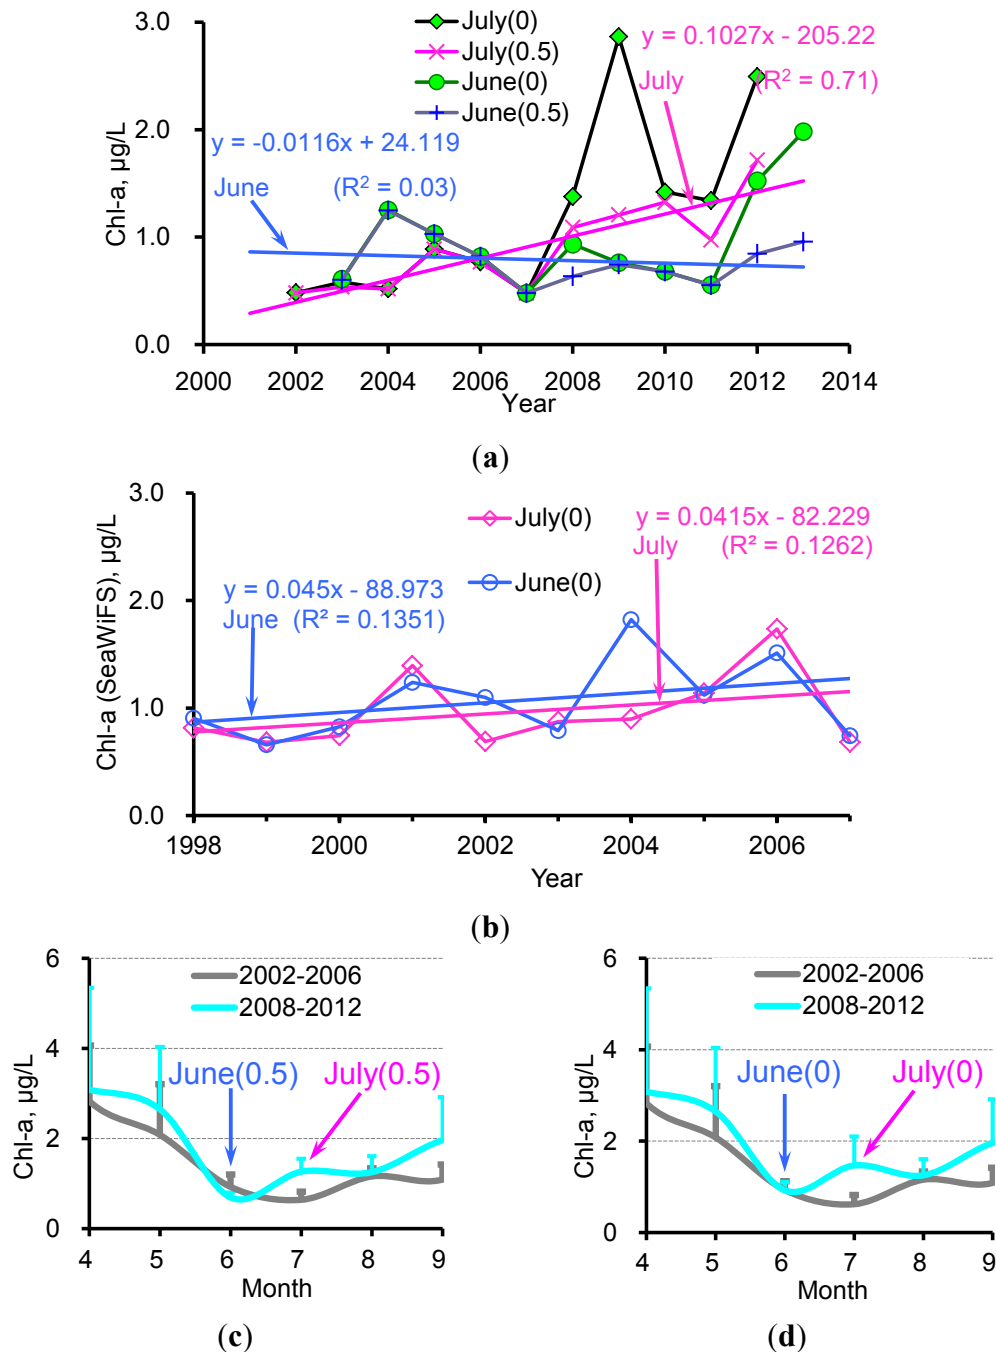 3.0
2.0
1.0
0.0
Chl-a, µg/L
July(0)
July(0.5)
June(0)
June(0.5)
y = 0.1027x - 205.22
July
(R² = 0.71)
y = -0.0116x + 24.119
June
(R² = 0.03)
2000 2002 2004 2006 2008 2010 2012 2014
Year
(a)
3.0
2.0
1.0
0.0
Chl-a (SeaWiFS), µg/L
July(0)
June(0)
y = 0.0415x - 82.229
July (R² = 0.1262)
y = 0.045x - 88.973
June (R² = 0.1351)
1998 2000 2002 2004 2006
Year
(b)
6
4
2
0
Chl-a, µg/L
2002-2006
2008-2012
June(0.5)
July(0.5)
4 5 6 7 8 9
Month
(c)
6
4
2
0
Chl-a, µg/L
2002-2006
2008-2012
June(0)
July(0)
4 5 6 7 8 9
Month
(d)